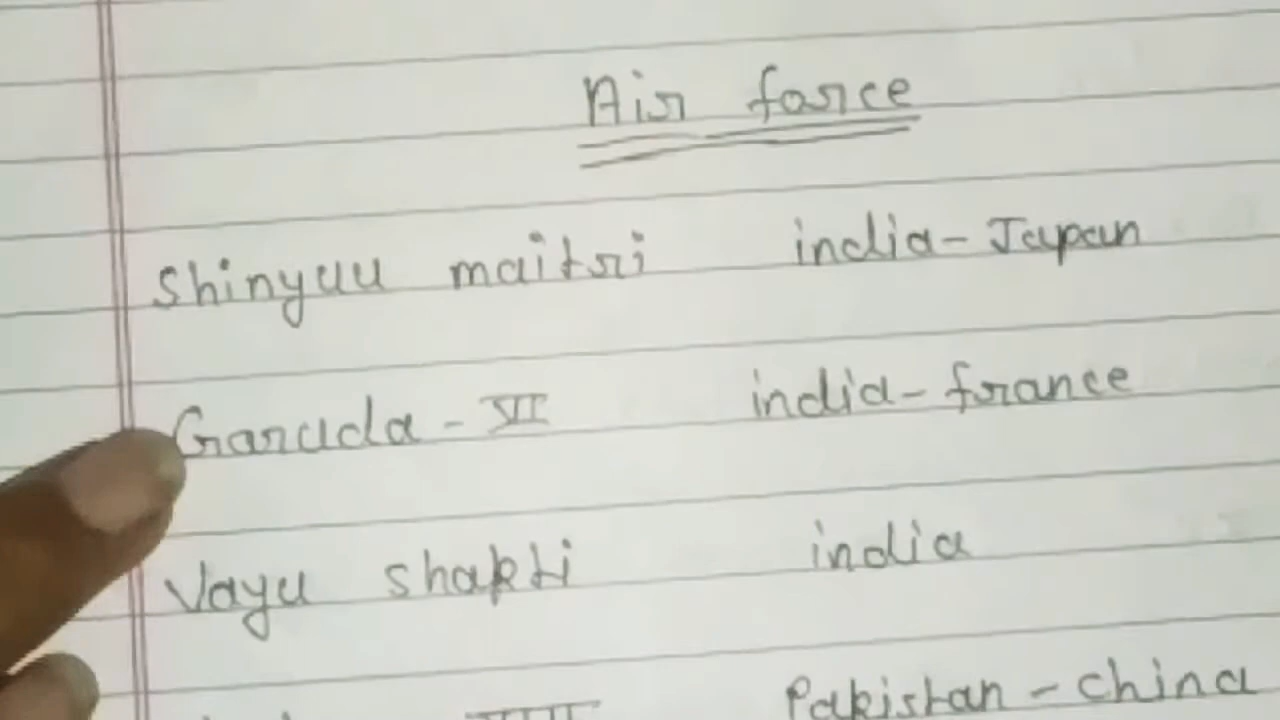 Air force
Shinyuu maitri india - Japan
Garuda - VI india - france
Vayu shakti india
Pakistan - china